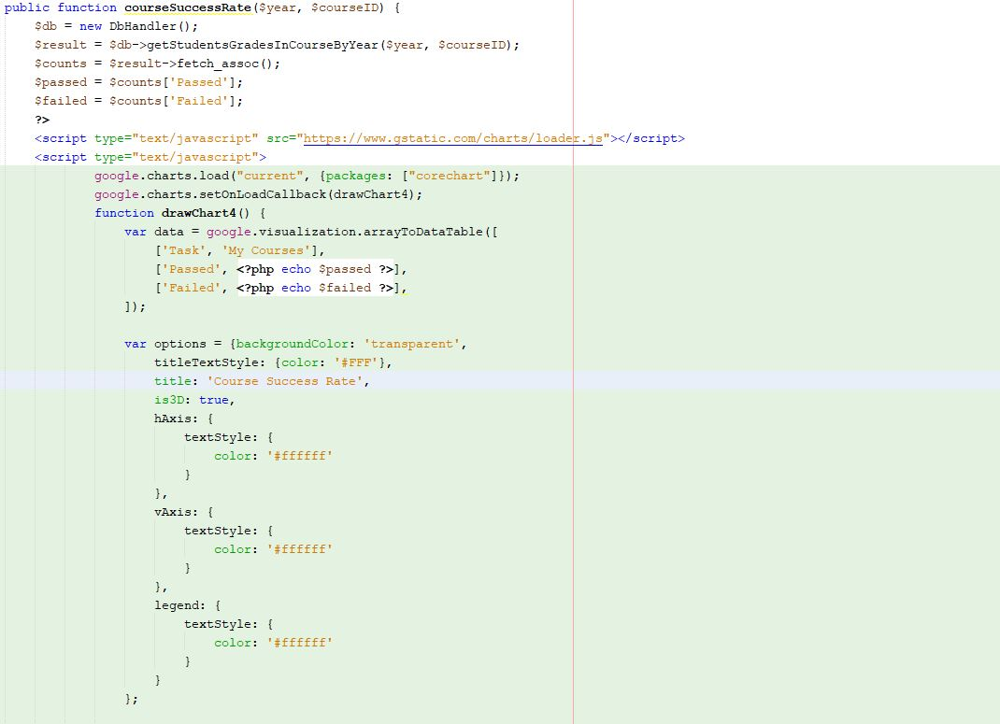 public function courseSuccessRate($year, $courseID) {
$db = new DbHandler();
$result = $db->getStudentsGradesInCourseByYear($year, $courseID);
$counts = $result->fetch_assoc();
$passed = $counts['Passed'];
$failed = $counts['Failed'];
?>
<script type="text/javascript" src="https://www.gstatic.com/charts/loader.js"></script>
<script type="text/javascript">
google.charts.load("current", {packages: ["corechart"]});
google.charts.setOnLoadCallback(drawChart4);
function drawChart4() {
var data = google.visualization.arrayToDataTable([
['Task', 'My Courses'],
['Passed', <?php echo $passed ?>],
['Failed', <?php echo $failed ?>],
]);
var options = {backgroundColor: 'transparent',
titleTextStyle: {color: '#FFF'},
title: 'Course Success Rate',
is3D: true,
hAxis: {
textStyle: {
color: '#ffffff'
}
},
vAxis: {
textStyle: {
color: '#ffffff'
}
},
legend: {
textStyle: {
color: '#ffffff'
}
}
};